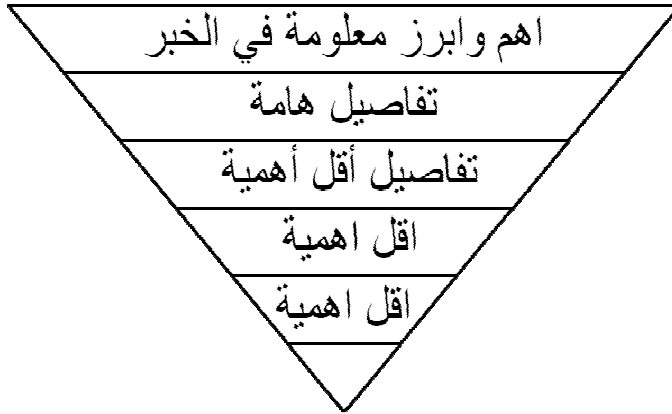 اهم وابرز معلومة في الخبر
تفاصيل هامة
تفاصيل أقل أهمية
اقل اهمية
اقل اهمية